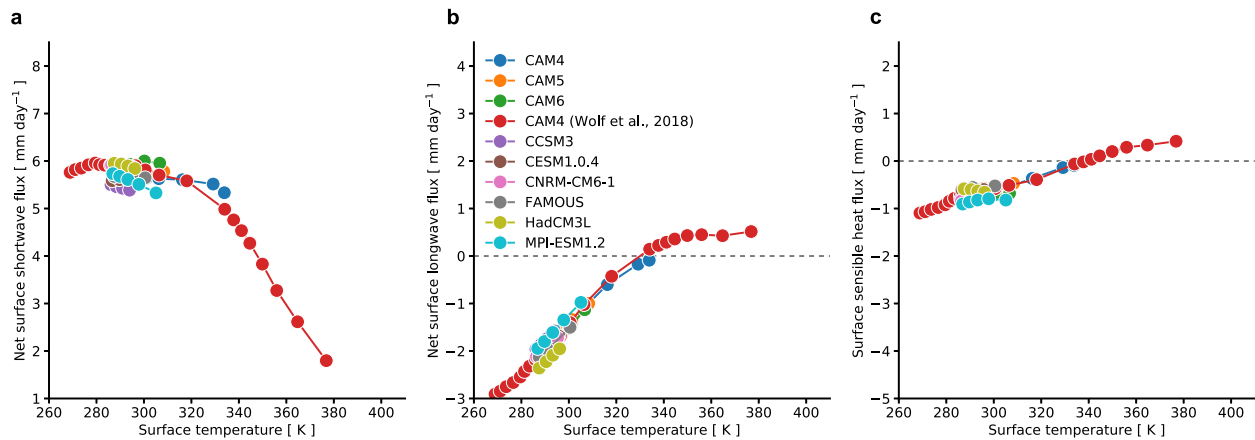 a
8
7
6
5
4
3
2
1
260 280 300 320 340 360 380 400
Net surface shortwave flux [ mm day⁻¹ ]
Surface temperature [ K ]
b
4
3
2
1
0
−1
−2
−3
260 280 300 320 340 360 380 400
Net surface longwave flux [ mm day⁻¹ ]
Surface temperature [ K ]
CAM4
CAM5
CAM6
CAM4 (Wolf et al., 2018)
CCSM3
CESM1.0.4
CNRM-CM6-1
FAMOUS
HadCM3L
MPI-ESM1.2
c
2
1
0
−1
−2
−3
−4
−5
260 280 300 320 340 360 380 400
Surface sensible heat flux [ mm day⁻¹ ]
Surface temperature [ K ]